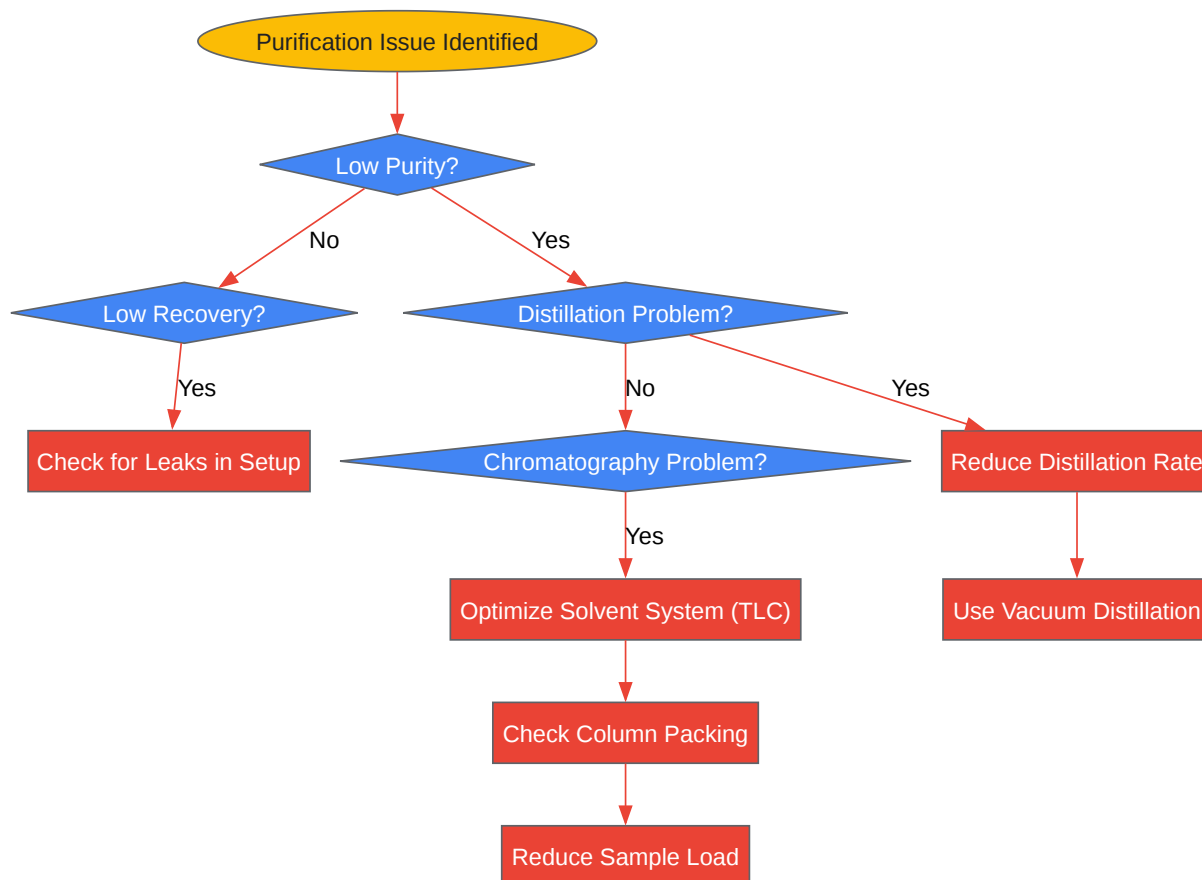 Purification Issue Identified
Low Purity?
No
Yes
Low Recovery?
Distillation Problem?
Yes
No
Yes
Check for Leaks in Setup
Chromatography Problem?
Reduce Distillation Rate
Yes
Optimize Solvent System (TLC)
Use Vacuum Distillation
Check Column Packing
Reduce Sample Load